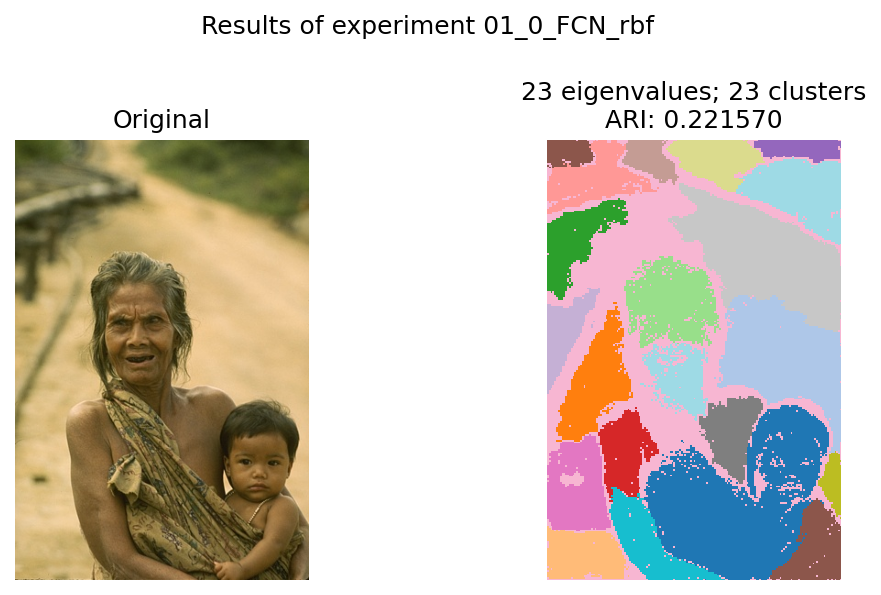 Results of experiment 01_0_FCN_rbf
Original
23 eigenvalues; 23 clusters
ARI: 0.221570